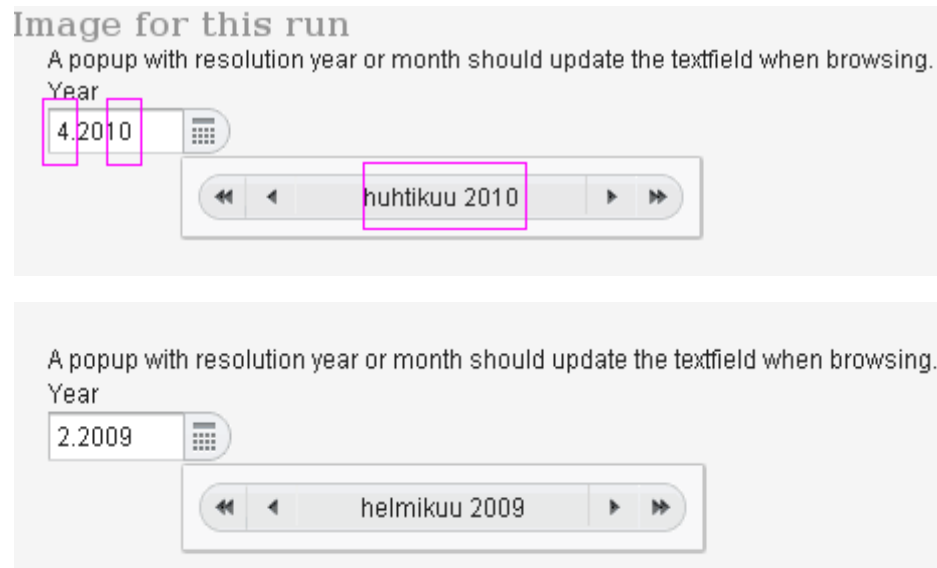 Image for this run
A popup with resolution year or month should update the textfield when browsing.
Year
4.2010
huhtikuu 2010
A popup with resolution year or month should update the textfield when browsing.
Year
2.2009
helmikuu 2009